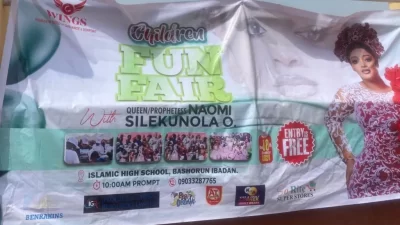 WINGS
Children
FUN
FAIR
With
QUEEN/PROPHETESS NAOMI
SILEKUNOLA O.
ENTRY IS
FREE
ISLAMIC HIGH SCHOOL, BASHORUN IBADAN.
10:00AM PROMPT
09033287765
SUPER STORES